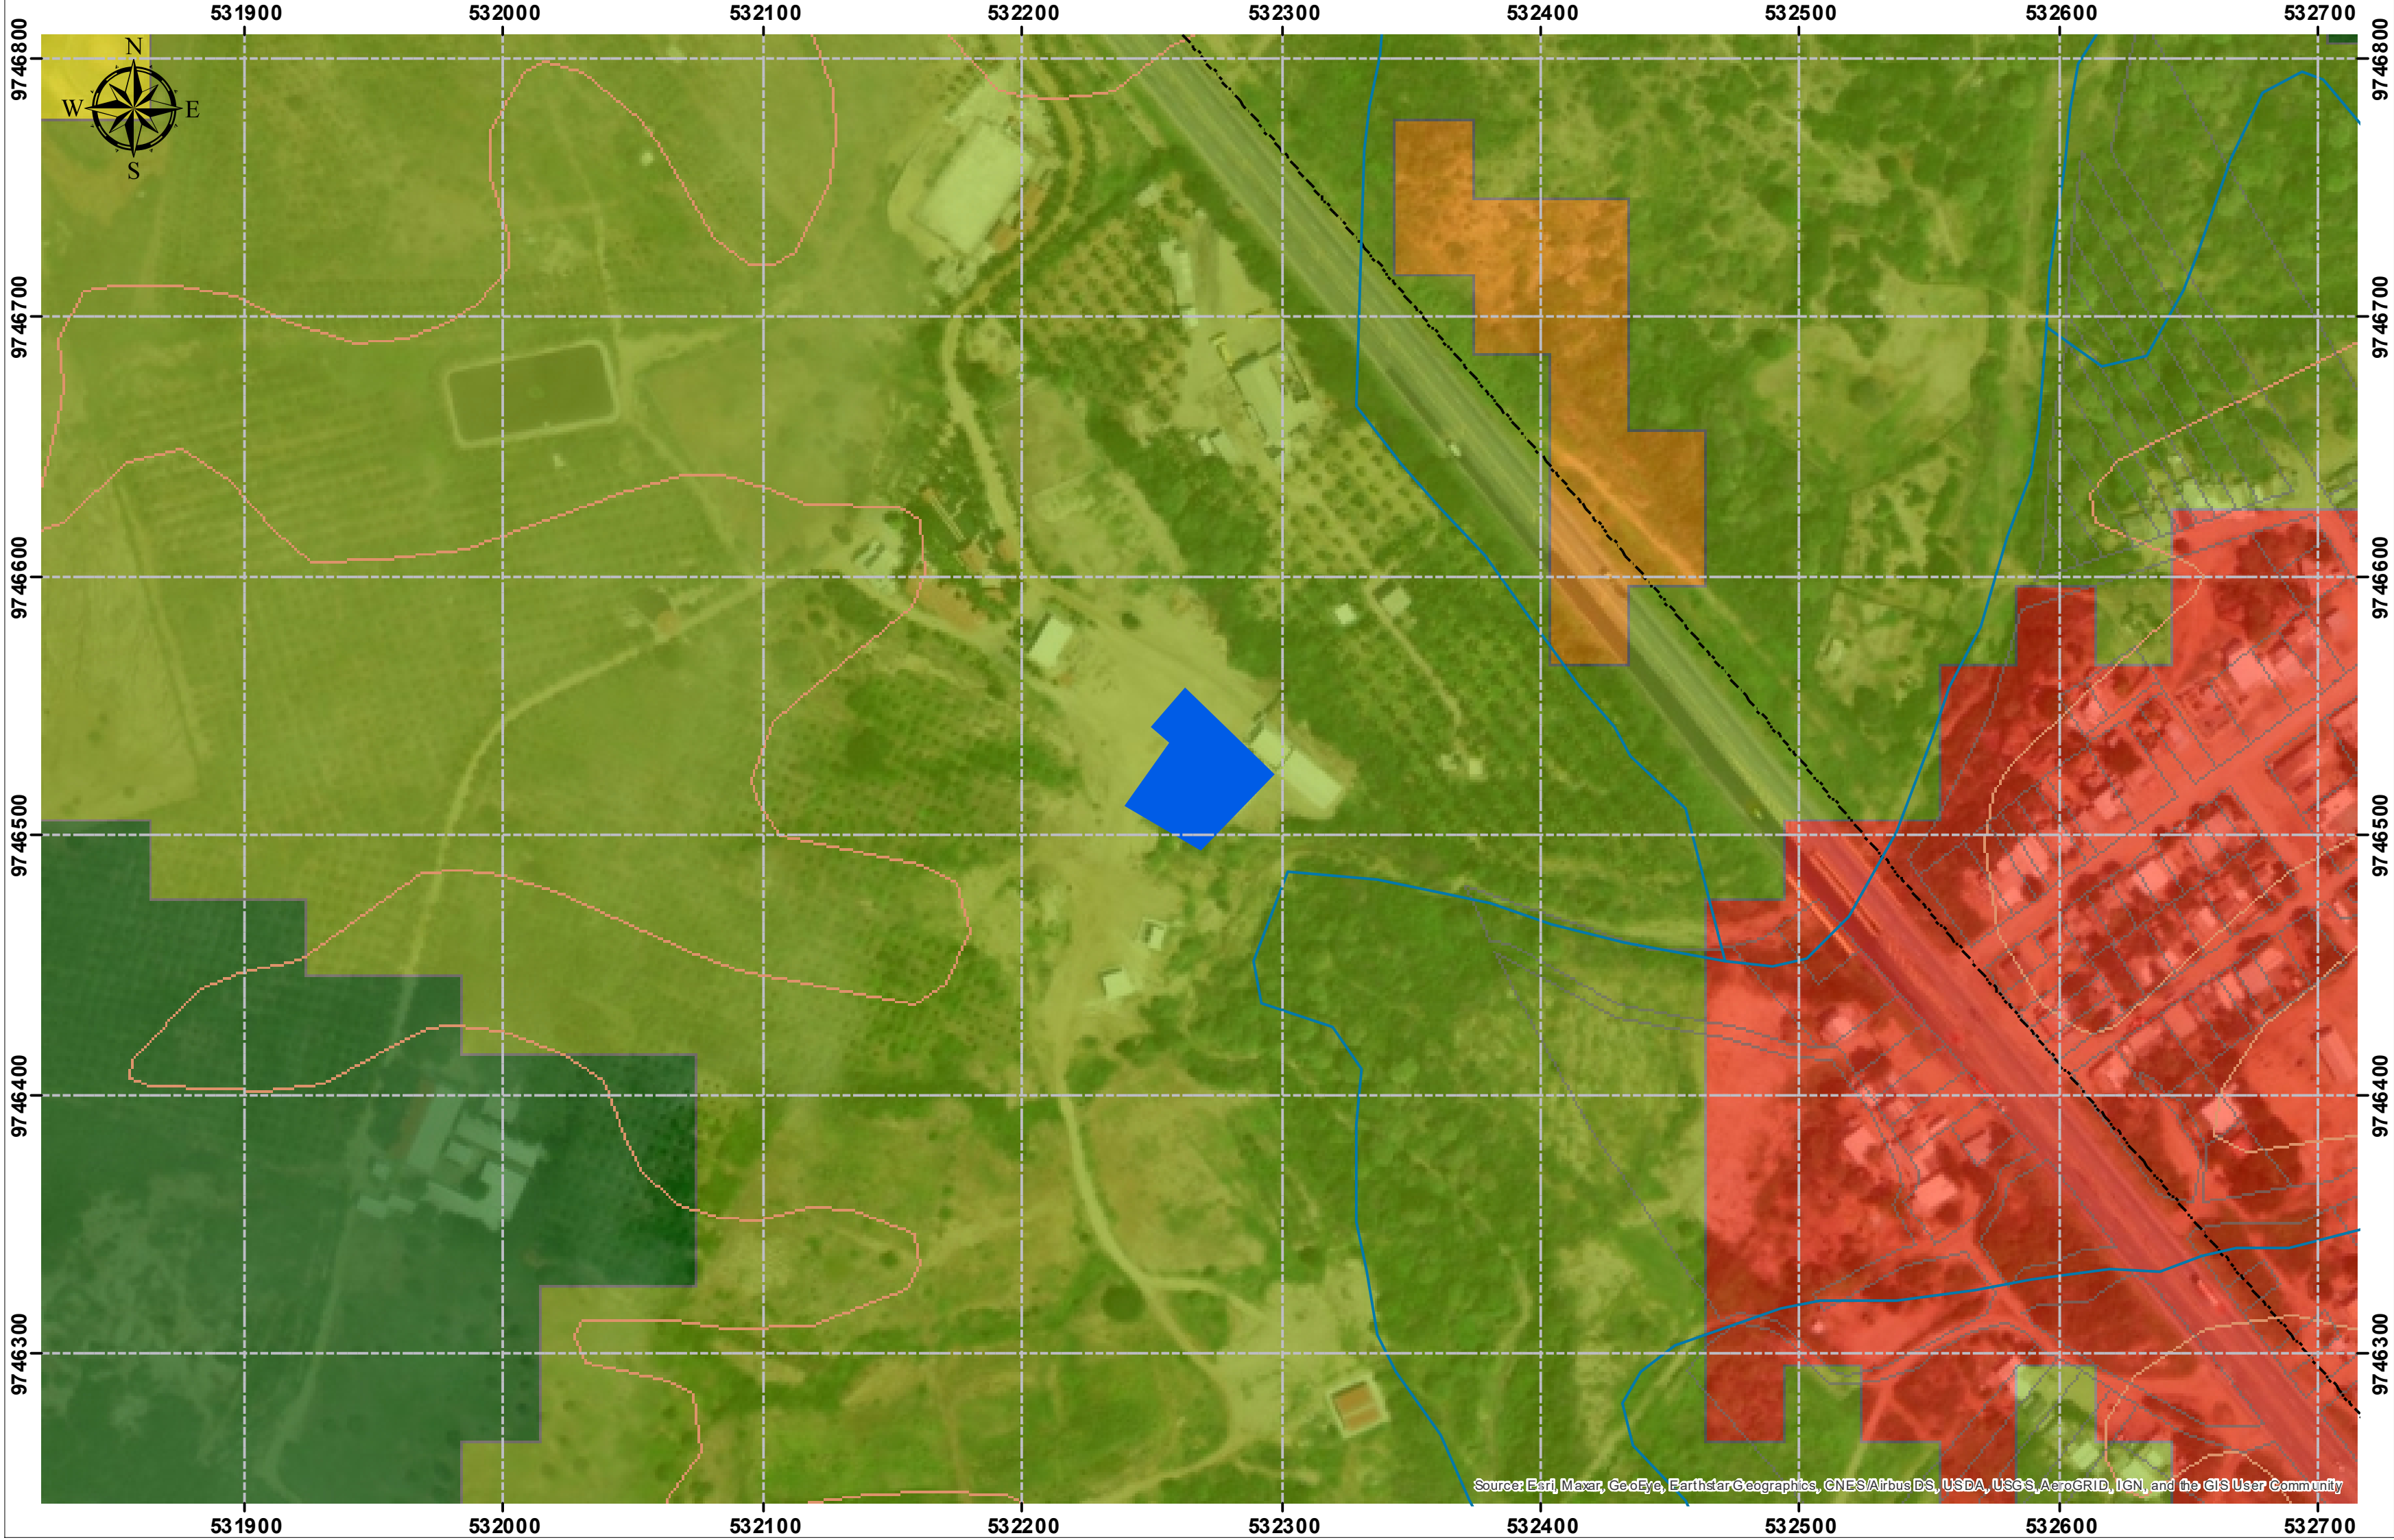 531900 532000 532100 532200 532300 532400 532500 532600 532700
9746800 9746800
N
W E
S
9746700 9746700
9746600 9746600
9746500 9746500
9746400 9746400
9746300 9746300
Source: Esri, Maxar, GeoEye, Earthstar Geographics, CNES/Airbus DS, USDA, USGS, AeroGRID, IGN, and the GIS User Community
531900 532000 532100 532200 532300 532400 532500 532600 532700